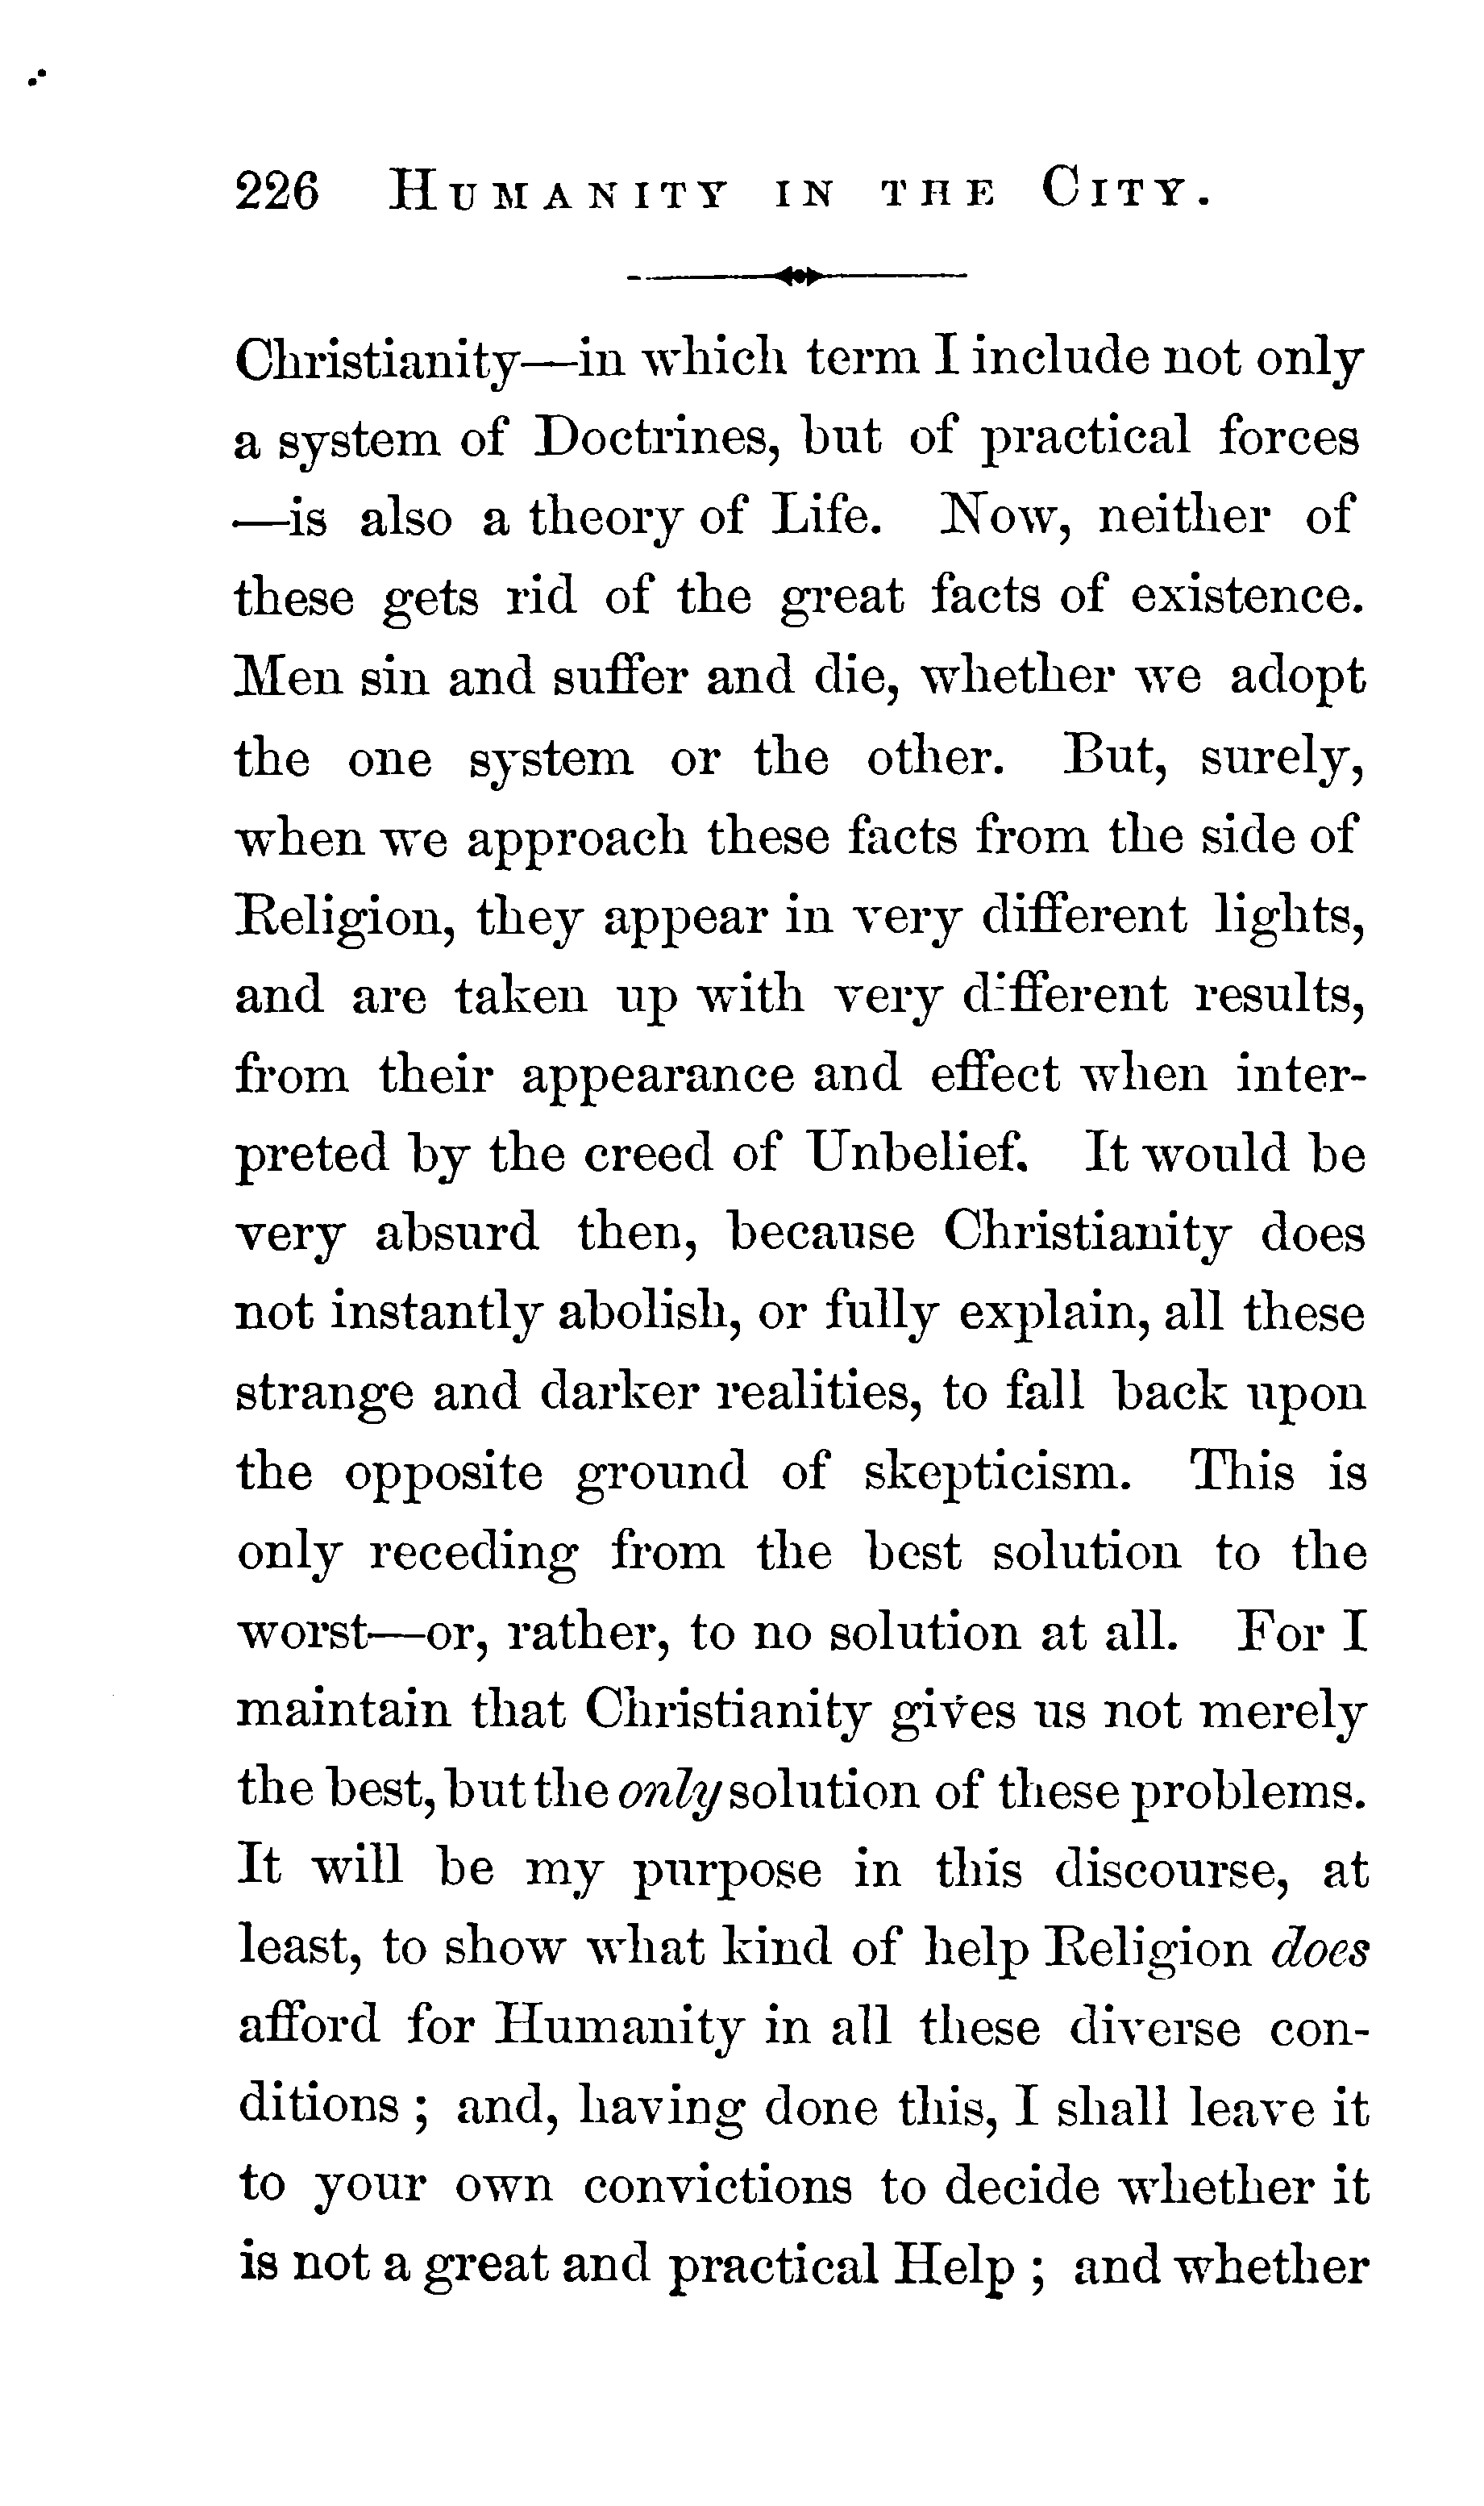 226 HUMANITY IN THE CITY.
Christianity—in which term I include not only
a system of Doctrines, but of practical forces
—is also a theory of Life. Now, neither of
these gets rid of the great facts of existence.
Men sin and suffer and die, whether we adopt
the one system or the other. But, surely,
when we approach these facts from the side of
Religion, they appear in very different lights,
and are taken up with very different results,
from their appearance and effect when inter-
preted by the creed of Unbelief. It would be
very absurd then, because Christianity does
not instantly abolish, or fully explain, all these
strange and darker realities, to fall back upon
the opposite ground of skepticism. This is
only receding from the best solution to the
worst—or, rather, to no solution at all. For I
maintain that Christianity gives us not merely
the best, but the only solution of these problems.
It will be my purpose in this discourse, at
least, to show what kind of help Religion does
afford for Humanity in all these diverse con-
ditions ; and, having done this, I shall leave it
to your own convictions to decide whether it
is not a great and practical Help ; and whether